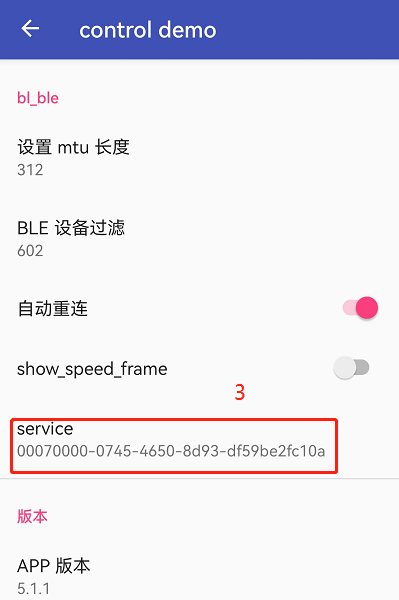 control demo
bl_ble
设置 mtu 长度
312
BLE 设备过滤
602
自动重连
show_speed_frame
3
service
00070000-0745-4650-8d93-df59be2fc10a
版本
APP 版本
5.1.1